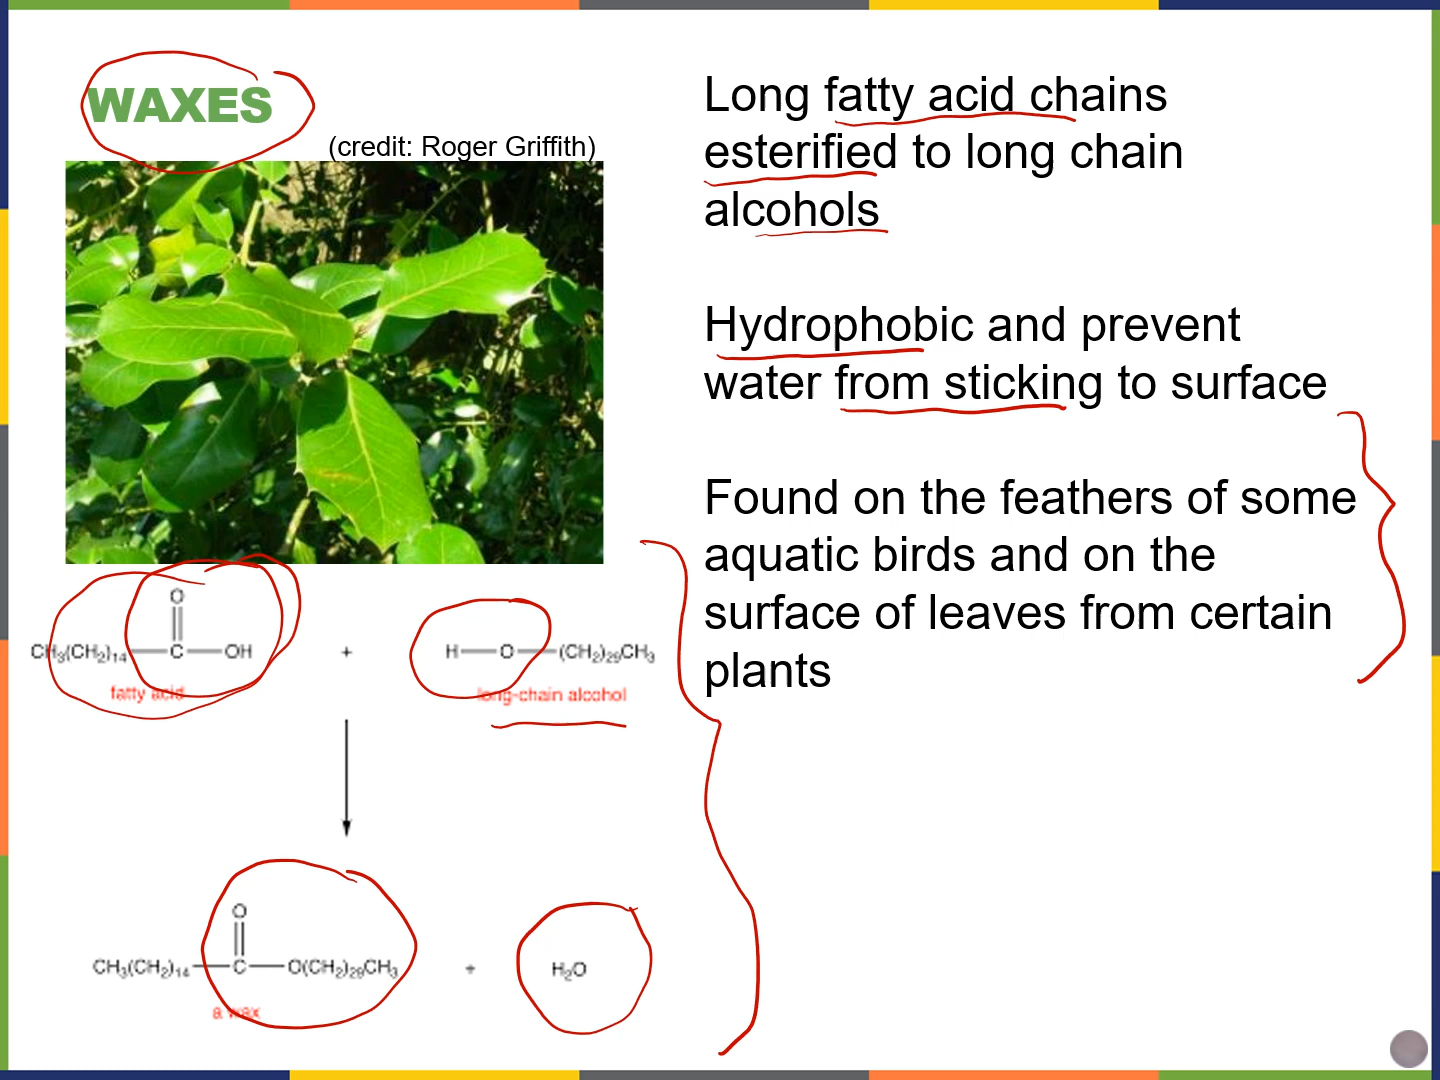 WAXES
(credit: Roger Griffith)
Long fatty acid chains
esterified to long chain
alcohols
Hydrophobic and prevent
water from sticking to surface
Found on the feathers of some
aquatic birds and on the
surface of leaves from certain
plants
O
CH₃(CH₂)₁₄—C—OH + H—O—(CH₂)₂₉CH₃
fatty acid long-chain alcohol
O
CH₃(CH₂)₁₄—C—O(CH₂)₂₉CH₃ + H₂O
a wax